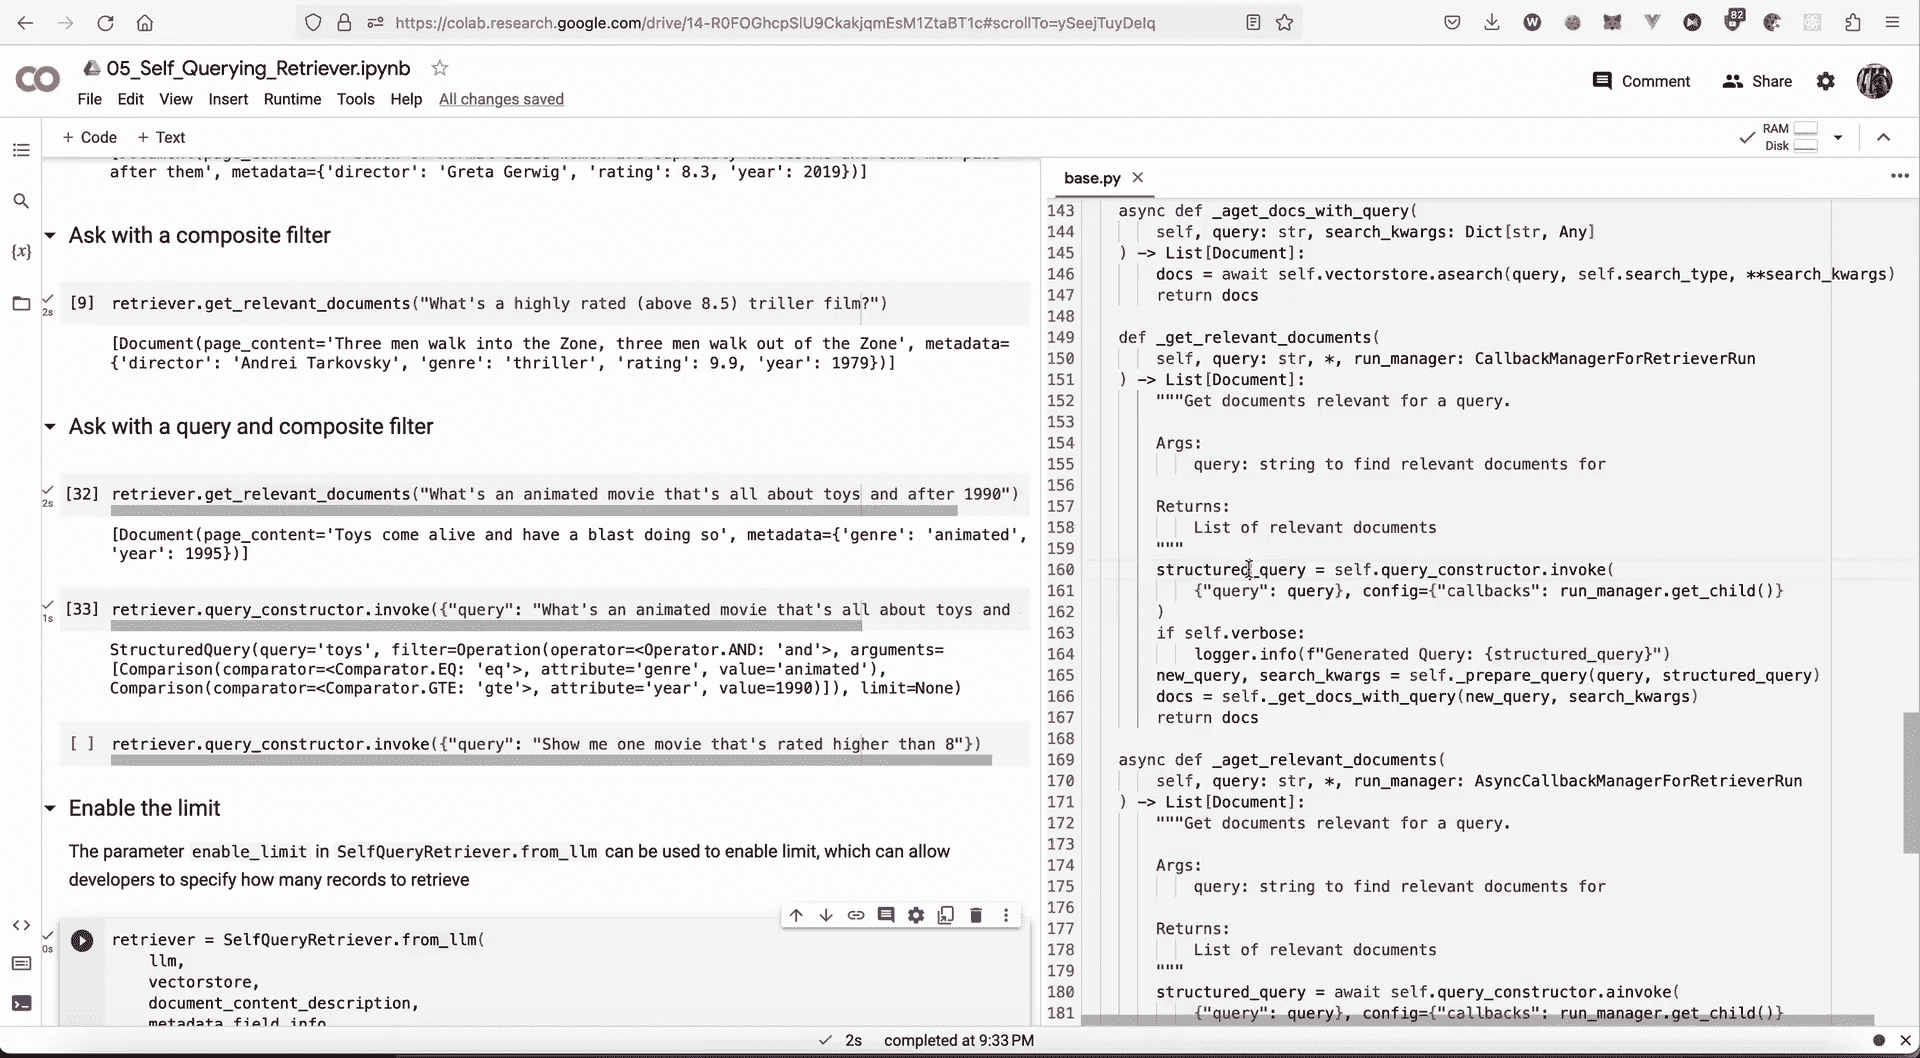 https://colab.research.google.com/drive/14-R0FOGhcpSlU9CkakjqmEsM1ZtaBT1c#scrollTo=ySeejTuyDeIq
82
05_Self_Querying_Retriever.ipynb
File Edit View Insert Runtime Tools Help All changes saved
Comment Share
+ Code + Text
RAM
Disk
after them', metadata={'director': 'Greta Gerwig', 'rating': 8.3, 'year': 2019})]
Ask with a composite filter
[9] retriever.get_relevant_documents("What's a highly rated (above 8.5) triller film?")
2s
[Document(page_content='Three men walk into the Zone, three men walk out of the Zone', metadata=
{'director': 'Andrei Tarkovsky', 'genre': 'thriller', 'rating': 9.9, 'year': 1979})]
Ask with a query and composite filter
[32] retriever.get_relevant_documents("What's an animated movie that's all about toys and after 1990")
2s
[Document(page_content='Toys come alive and have a blast doing so', metadata={'genre': 'animated',
'year': 1995})]
[33] retriever.query_constructor.invoke({"query": "What's an animated movie that's all about toys and
1s
StructuredQuery(query='toys', filter=Operation(operator=<Operator.AND: 'and'>, arguments=
[Comparison(comparator=<Comparator.EQ: 'eq'>, attribute='genre', value='animated'),
Comparison(comparator=<Comparator.GTE: 'gte'>, attribute='year', value=1990)]), limit=None)
[ ] retriever.query_constructor.invoke({"query": "Show me one movie that's rated higher than 8"})
Enable the limit
The parameter enable_limit in SelfQueryRetriever.from_llm can be used to enable limit, which can allow
developers to specify how many records to retrieve
0s
retriever = SelfQueryRetriever.from_llm(
llm,
vectorstore,
document_content_description,
metadata_field_info
base.py
143 async def _aget_docs_with_query(
144 self, query: str, search_kwargs: Dict[str, Any]
145 ) -> List[Document]:
146 docs = await self.vectorstore.asearch(query, self.search_type, **search_kwargs)
147 return docs
148
149 def _get_relevant_documents(
150 self, query: str, *, run_manager: CallbackManagerForRetrieverRun
151 ) -> List[Document]:
152 """Get documents relevant for a query.
153
154 Args:
155 query: string to find relevant documents for
156
157 Returns:
158 List of relevant documents
159 """
160 structured_query = self.query_constructor.invoke(
161 {"query": query}, config={"callbacks": run_manager.get_child()}
162 )
163 if self.verbose:
164 logger.info(f"Generated Query: {structured_query}")
165 new_query, search_kwargs = self._prepare_query(query, structured_query)
166 docs = self._get_docs_with_query(new_query, search_kwargs)
167 return docs
168
169 async def _aget_relevant_documents(
170 self, query: str, *, run_manager: AsyncCallbackManagerForRetrieverRun
171 ) -> List[Document]:
172 """Get documents relevant for a query.
173
174 Args:
175 query: string to find relevant documents for
176
177 Returns:
178 List of relevant documents
179 """
180 structured_query = await self.query_constructor.ainvoke(
181 {"query": query}, config={"callbacks": run_manager.get_child()}
2s completed at 9:33 PM